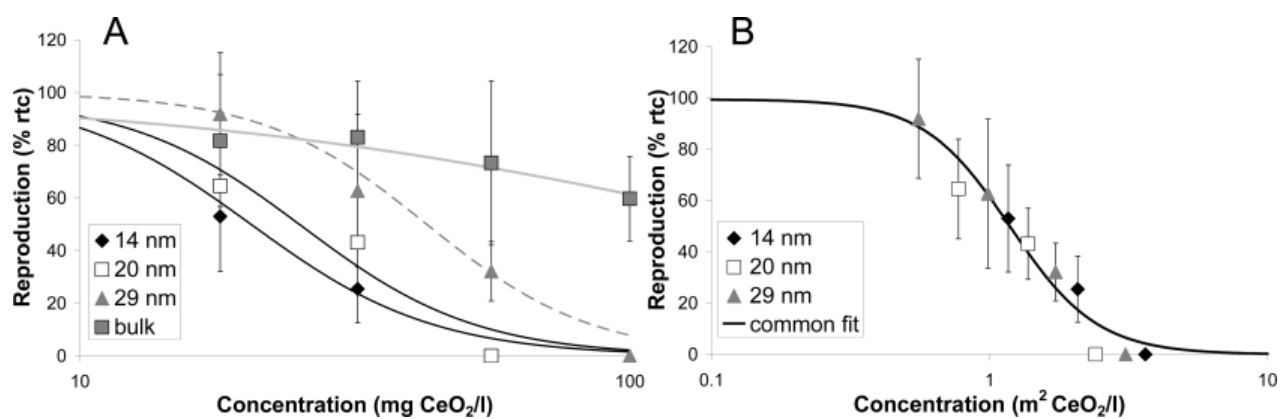 A
Reproduction (% rtc)
120
100
80
60
40
20
0
14 nm
20 nm
29 nm
bulk
10
100
Concentration (mg CeO₂/l)
B
Reproduction (% rtc)
120
100
80
60
40
20
0
14 nm
20 nm
29 nm
common fit
0.1
1
10
Concentration (m² CeO₂/l)